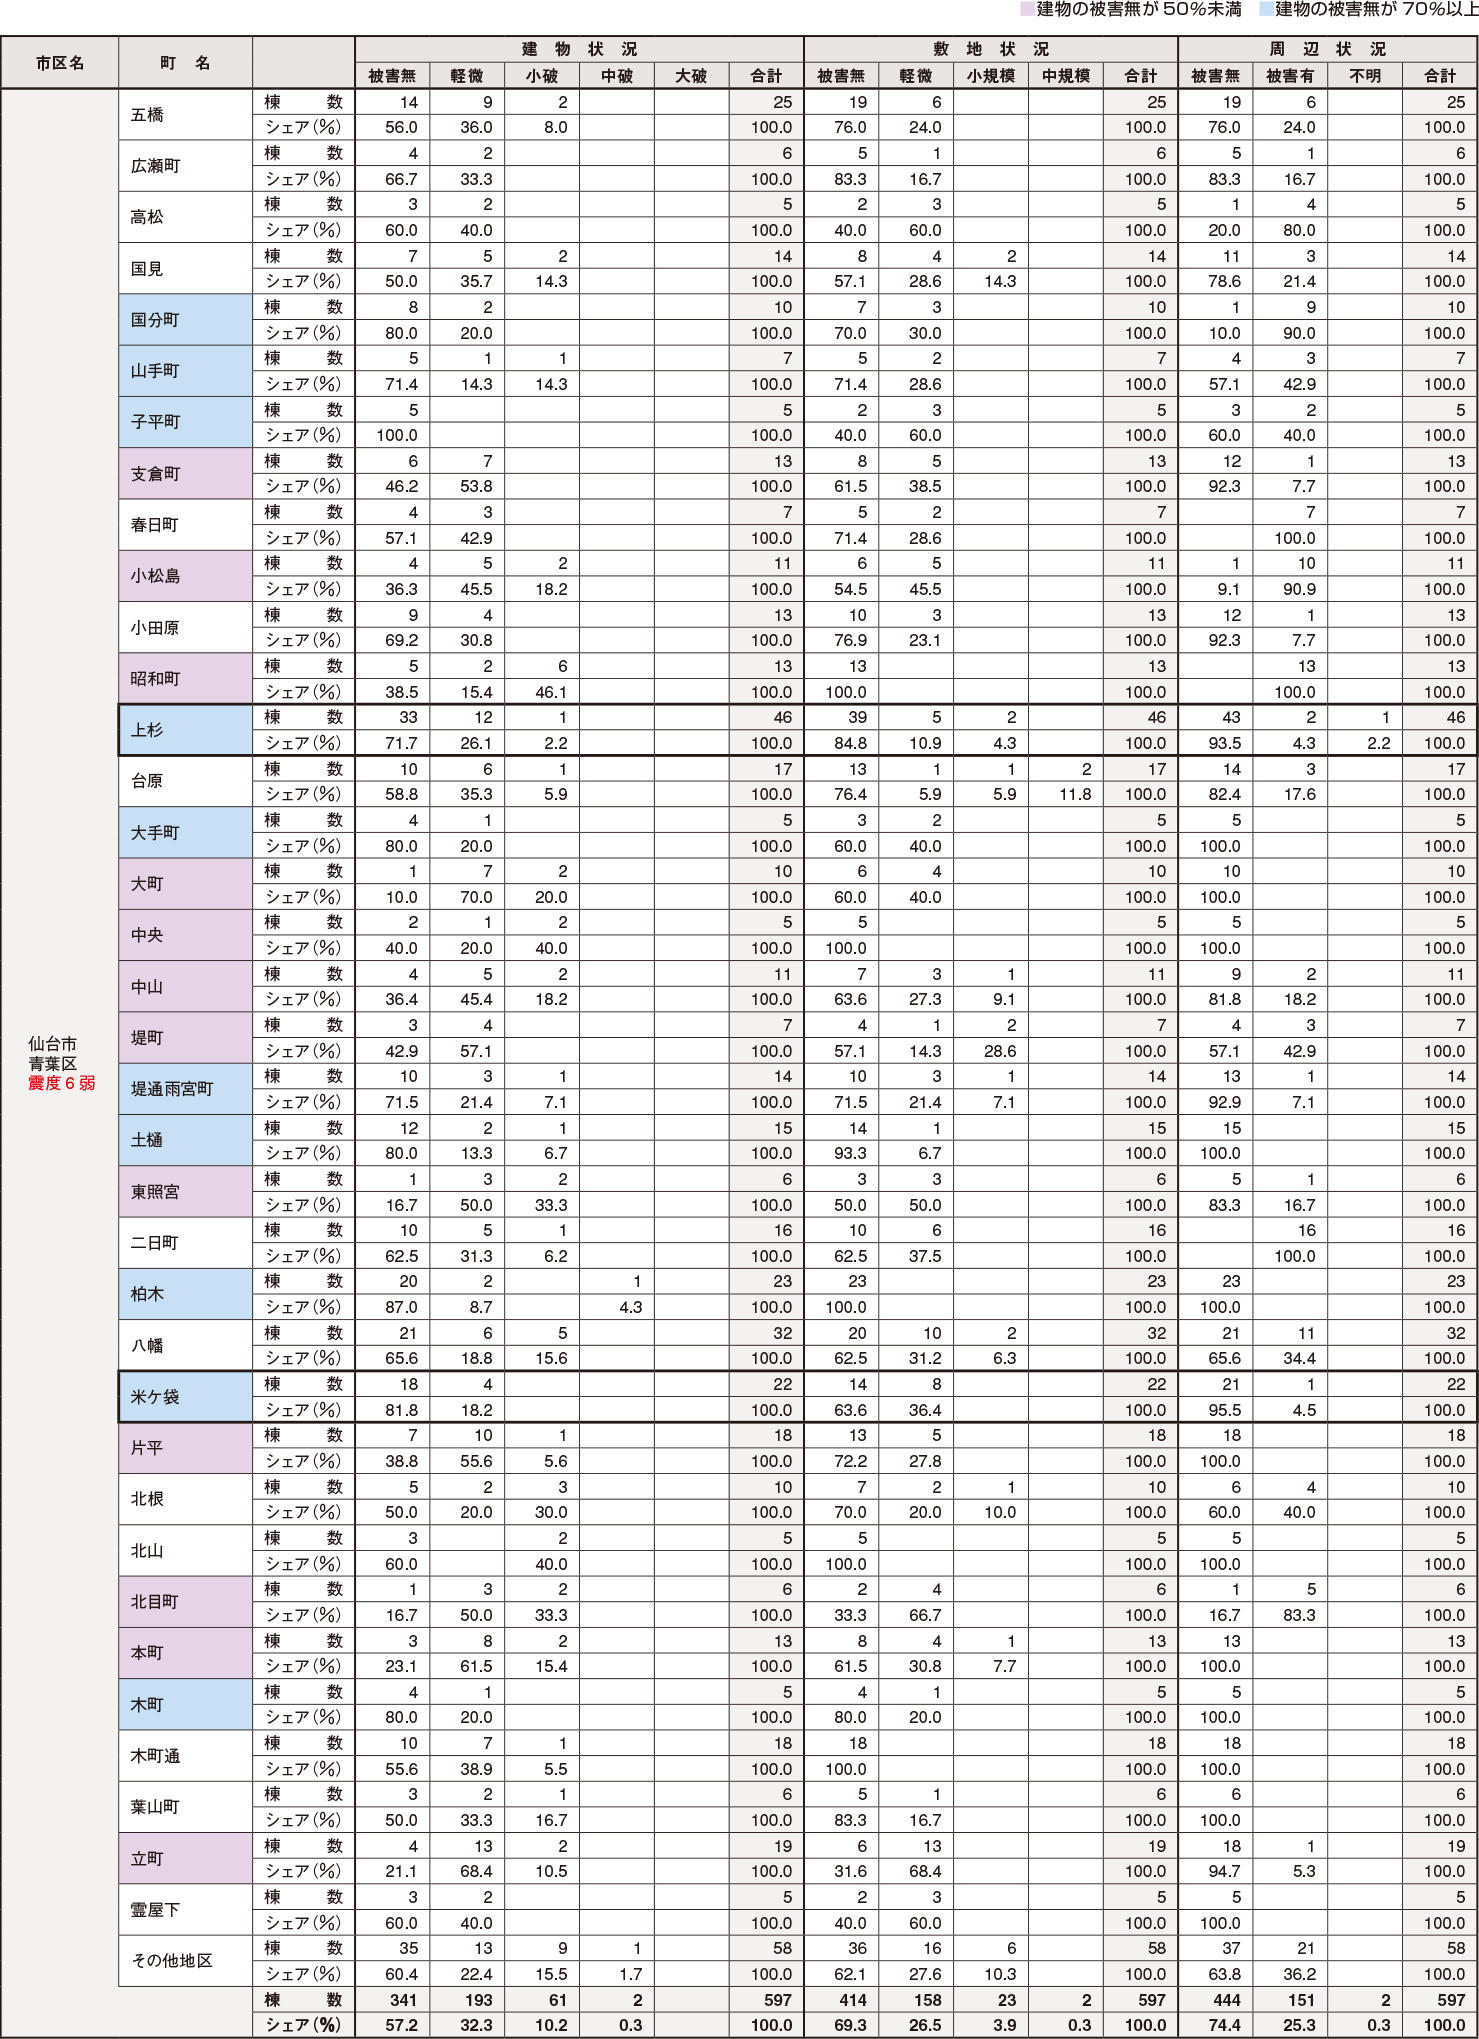 建物の被害無が50%未満　建物の被害無が70%以上
市区名　町　名　建　物　状　況　敷　地　状　況　周　辺　状　況
被害無　軽微　小破　中破　大破　合計　被害無　軽微　小規模　中規模　合計　被害無　被害有　不明　合計
五橋　棟　数　14　9　2　25　19　6　25　19　6　25
シェア(%)　56.0　36.0　8.0　100.0　76.0　24.0　100.0　76.0　24.0　100.0
広瀬町　棟　数　4　2　6　5　1　6　5　1　6
シェア(%)　66.7　33.3　100.0　83.3　16.7　100.0　83.3　16.7　100.0
高松　棟　数　3　2　5　2　3　5　1　4　5
シェア(%)　60.0　40.0　100.0　40.0　60.0　100.0　20.0　80.0　100.0
国見　棟　数　7　5　2　14　8　4　2　14　11　3　14
シェア(%)　50.0　35.7　14.3　100.0　57.1　28.6　14.3　100.0　78.6　21.4　100.0
国分町　棟　数　8　2　10　7　3　10　1　9　10
シェア(%)　80.0　20.0　100.0　70.0　30.0　100.0　10.0　90.0　100.0
山手町　棟　数　5　1　1　7　5　2　7　4　3　7
シェア(%)　71.4　14.3　14.3　100.0　71.4　28.6　100.0　57.1　42.9　100.0
子平町　棟　数　5　5　2　3　5　3　2　5
シェア(%)　100.0　100.0　40.0　60.0　100.0　60.0　40.0　100.0
支倉町　棟　数　6　7　13　8　5　13　12　1　13
シェア(%)　46.2　53.8　100.0　61.5　38.5　100.0　92.3　7.7　100.0
春日町　棟　数　4　3　7　5　2　7　7　7
シェア(%)　57.1　42.9　100.0　71.4　28.6　100.0　100.0　100.0
小松島　棟　数　4　5　2　11　6　5　11　1　10　11
シェア(%)　36.3　45.5　18.2　100.0　54.5　45.5　100.0　9.1　90.9　100.0
小田原　棟　数　9　4　13　10　3　13　12　1　13
シェア(%)　69.2　30.8　100.0　76.9　23.1　100.0　92.3　7.7　100.0
昭和町　棟　数　5　2　6　13　13　13　13　13
シェア(%)　38.5　15.4　46.1　100.0　100.0　100.0　100.0　100.0
上杉　棟　数　33　12　1　46　39　5　2　46　43　2　1　46
シェア(%)　71.7　26.1　2.2　100.0　84.8　10.9　4.3　100.0　93.5　4.3　2.2　100.0
台原　棟　数　10　6　1　17　13　1　1　2　17　14　3　17
シェア(%)　58.8　35.3　5.9　100.0　76.4　5.9　5.9　11.8　100.0　82.4　17.6　100.0
大手町　棟　数　4　1　5　3　2　5　5　5
シェア(%)　80.0　20.0　100.0　60.0　40.0　100.0　100.0　100.0
大町　棟　数　1　7　2　10　6　4　10　10　10
シェア(%)　10.0　70.0　20.0　100.0　60.0　40.0　100.0　100.0　100.0
中央　棟　数　2　1　2　5　5　5　5　5
シェア(%)　40.0　20.0　40.0　100.0　100.0　100.0　100.0　100.0
中山　棟　数　4　5　2　11　7　3　1　11　9　2　11
シェア(%)　36.4　45.4　18.2　100.0　63.6　27.3　9.1　100.0　81.8　18.2　100.0
堤町　棟　数　3　4　7　4　1　2　7　4　3　7
シェア(%)　42.9　57.1　100.0　57.1　14.3　28.6　100.0　57.1　42.9　100.0
仙台市
青葉区
震度6弱
堤通雨宮町　棟　数　10　3　1　14　10　3　1　14　13　1　14
シェア(%)　71.5　21.4　7.1　100.0　71.5　21.4　7.1　100.0　92.9　7.1　100.0
土樋　棟　数　12　2　1　15　14　1　15　15　15
シェア(%)　80.0　13.3　6.7　100.0　93.3　6.7　100.0　100.0　100.0
東照宮　棟　数　1　3　2　6　3　3　6　5　1　6
シェア(%)　16.7　50.0　33.3　100.0　50.0　50.0　100.0　83.3　16.7　100.0
二日町　棟　数　10　5　1　16　10　6　16　16　16
シェア(%)　62.5　31.3　6.2　100.0　62.5　37.5　100.0　100.0　100.0
柏木　棟　数　20　2　1　23　23　23　23　23
シェア(%)　87.0　8.7　4.3　100.0　100.0　100.0　100.0　100.0
八幡　棟　数　21　6　5　32　20　10　2　32　21　11　32
シェア(%)　65.6　18.8　15.6　100.0　62.5　31.2　6.3　100.0　65.6　34.4　100.0
米ケ袋　棟　数　18　4　22　14　8　22　21　1　22
シェア(%)　81.8　18.2　100.0　63.6　36.4　100.0　95.5　4.5　100.0
片平　棟　数　7　10　1　18　13　5　18　18　18
シェア(%)　38.8　55.6　5.6　100.0　72.2　27.8　100.0　100.0　100.0
北根　棟　数　5　2　3　10　7　2　1　10　6　4　10
シェア(%)　50.0　20.0　30.0　100.0　70.0　20.0　10.0　100.0　60.0　40.0　100.0
北山　棟　数　3　2　5　5　5　5　5
シェア(%)　60.0　40.0　100.0　100.0　100.0　100.0　100.0
北目町　棟　数　1　3　2　6　2　4　6　1　5　6
シェア(%)　16.7　50.0　33.3　100.0　33.3　66.7　100.0　16.7　83.3　100.0
本町　棟　数　3　8　2　13　8　4　1　13　13　13
シェア(%)　23.1　61.5　15.4　100.0　61.5　30.8　7.7　100.0　100.0　100.0
木町　棟　数　4　1　5　4　1　5　5　5
シェア(%)　80.0　20.0　100.0　80.0　20.0　100.0　100.0　100.0
木町通　棟　数　10　7　1　18　18　18　18　18
シェア(%)　55.6　38.9　5.5　100.0　100.0　100.0　100.0　100.0
葉山町　棟　数　3　2　1　6　5　1　6　6　6
シェア(%)　50.0　33.3　16.7　100.0　83.3　16.7　100.0　100.0　100.0
立町　棟　数　4　13　2　19　6　13　19　18　1　19
シェア(%)　21.1　68.4　10.5　100.0　31.6　68.4　100.0　94.7　5.3　100.0
霊屋下　棟　数　3　2　5　2　3　5　5　5
シェア(%)　60.0　40.0　100.0　40.0　60.0　100.0　100.0　100.0
その他地区　棟　数　35　13　9　1　58　36　16　6　58　37　21　58
シェア(%)　60.4　22.4　15.5　1.7　100.0　62.1　27.6　10.3　100.0　63.8　36.2　100.0
棟　数　341　193　61　2　597　414　158　23　2　597　444　151　2　597
シェア(%)　57.2　32.3　10.2　0.3　100.0　69.3　26.5　3.9　0.3　100.0　74.4　25.3　0.3　100.0